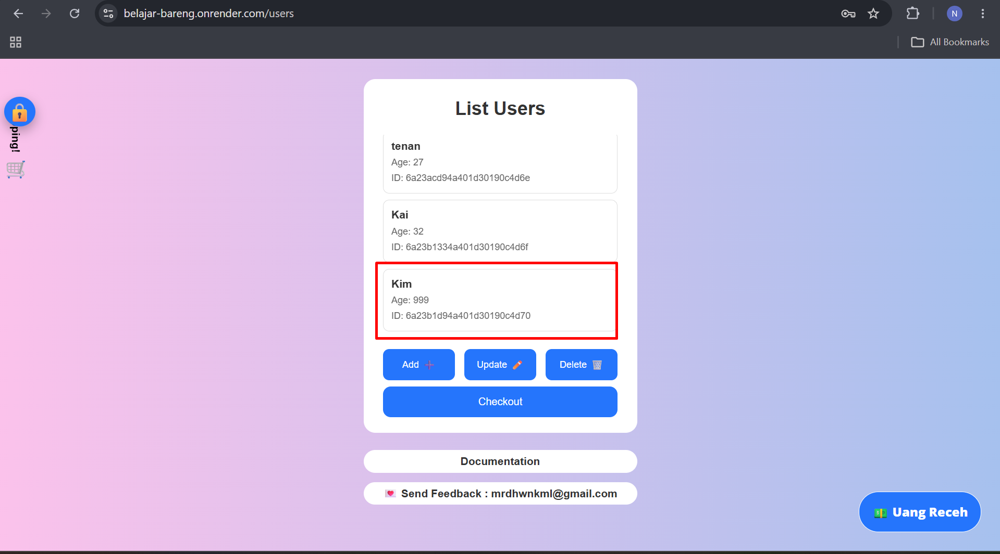 belajar-bareng.onrender.com/users
N
All Bookmarks
ping!
List Users
tenan
Age: 27
ID: 6a23acd94a401d30190c4d6e
Kai
Age: 32
ID: 6a23b1334a401d30190c4d6f
Kim
Age: 999
ID: 6a23b1d94a401d30190c4d70
Add
Update
Delete
Checkout
Documentation
Send Feedback : mrdhwnkml@gmail.com
Uang Receh